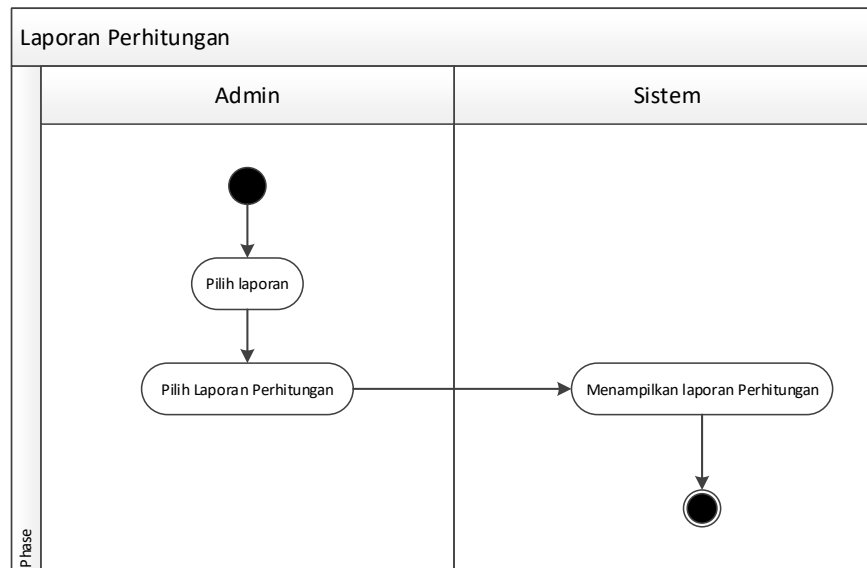 Laporan Perhitungan
Admin
Sistem
Pilih laporan
Pilih Laporan Perhitungan
Menampilkan laporan Perhitungan
Phase